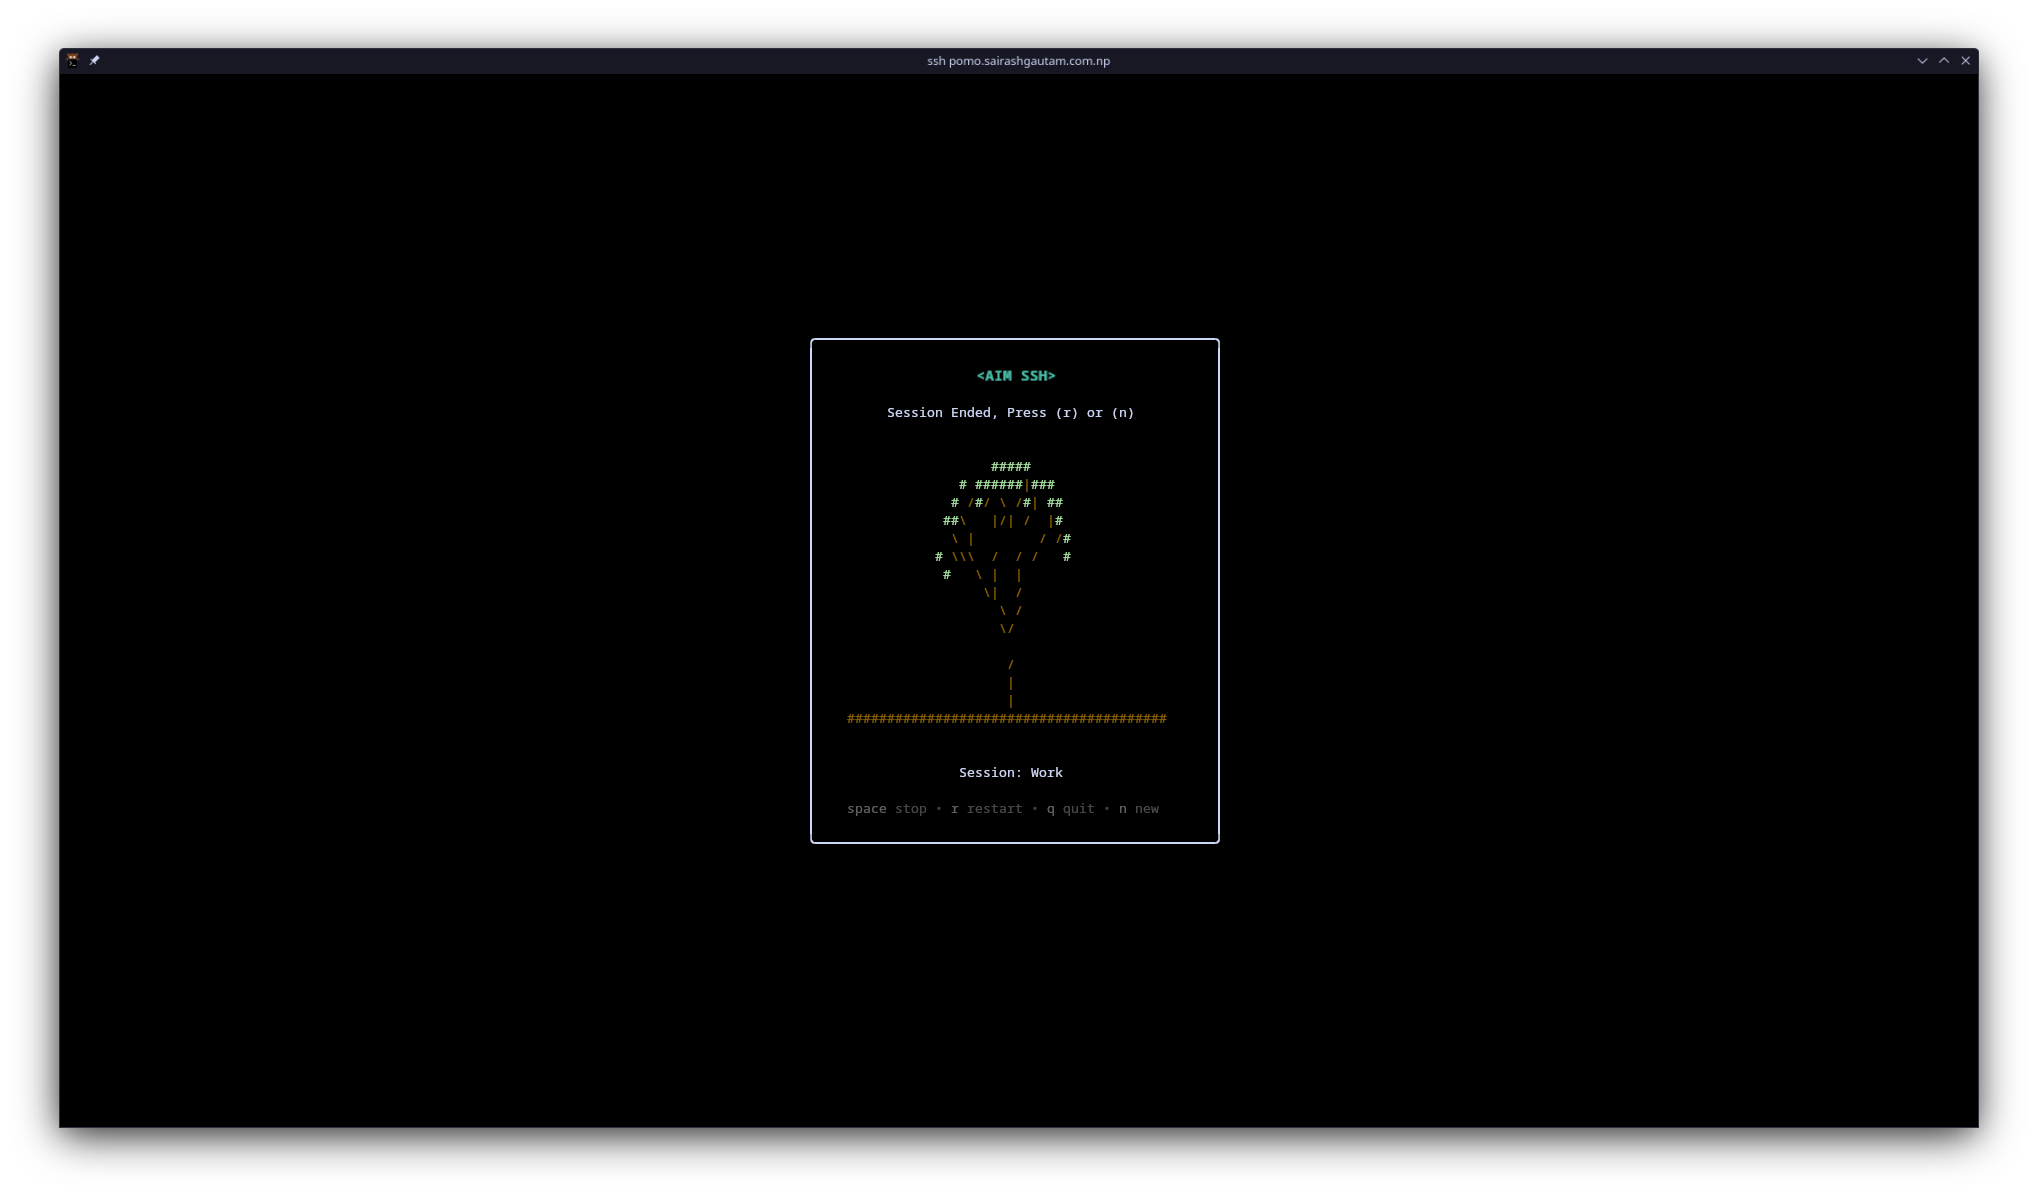 ssh pomo.sairashgautam.com.np
<AIM SSH>
Session Ended, Press (r) or (n)
                  #####
              # ######|###
             # /#/ \ /#| ##
            ##\   |/| /  |#
             \ |        / /#
           # \\\  /  / /   #
            #   \ |  |
                 \|  /
                   \ /
                   \/

                    /
                    |
                    |
########################################
Session: Work
space stop • r restart • q quit • n new